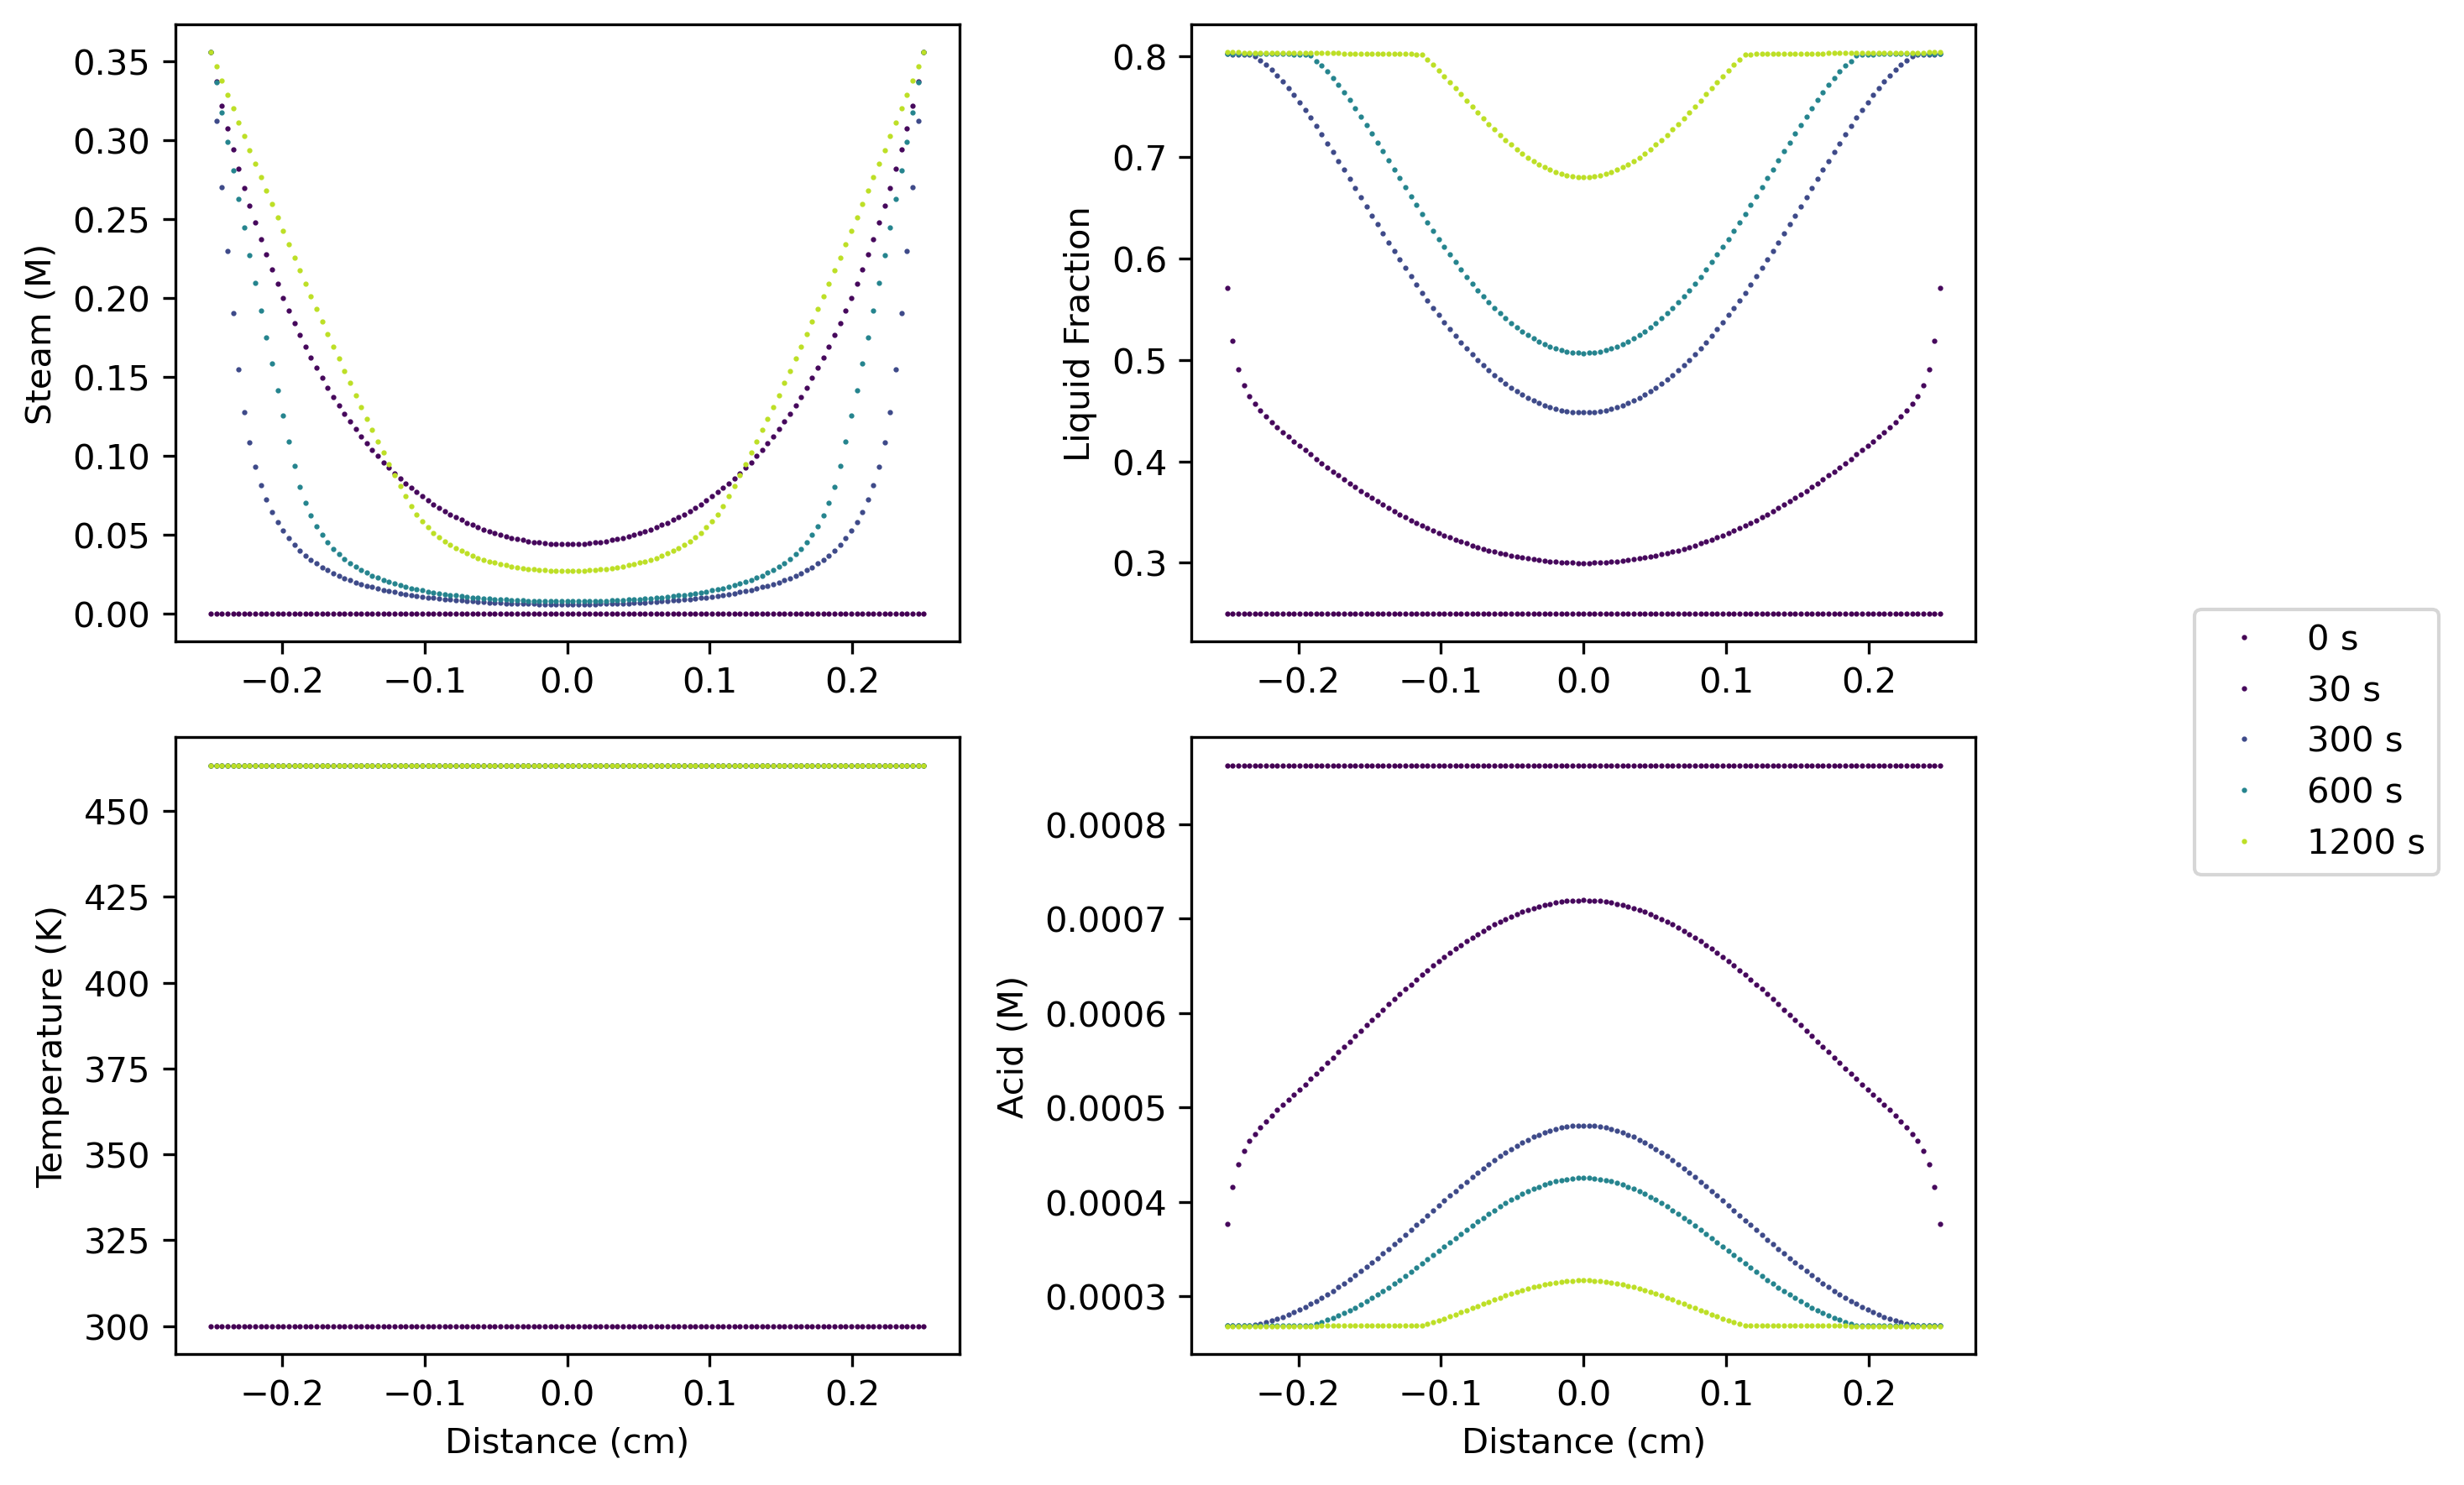 Steam (M)
0.35
0.30
0.25
0.20
0.15
0.10
0.05
0.00
−0.2 −0.1 0.0 0.1 0.2
Liquid Fraction
0.8
0.7
0.6
0.5
0.4
0.3
−0.2 −0.1 0.0 0.1 0.2
Temperature (K)
450
425
400
375
350
325
300
−0.2 −0.1 0.0 0.1 0.2
Distance (cm)
Acid (M)
0.0008
0.0007
0.0006
0.0005
0.0004
0.0003
−0.2 −0.1 0.0 0.1 0.2
Distance (cm)
0 s
30 s
300 s
600 s
1200 s